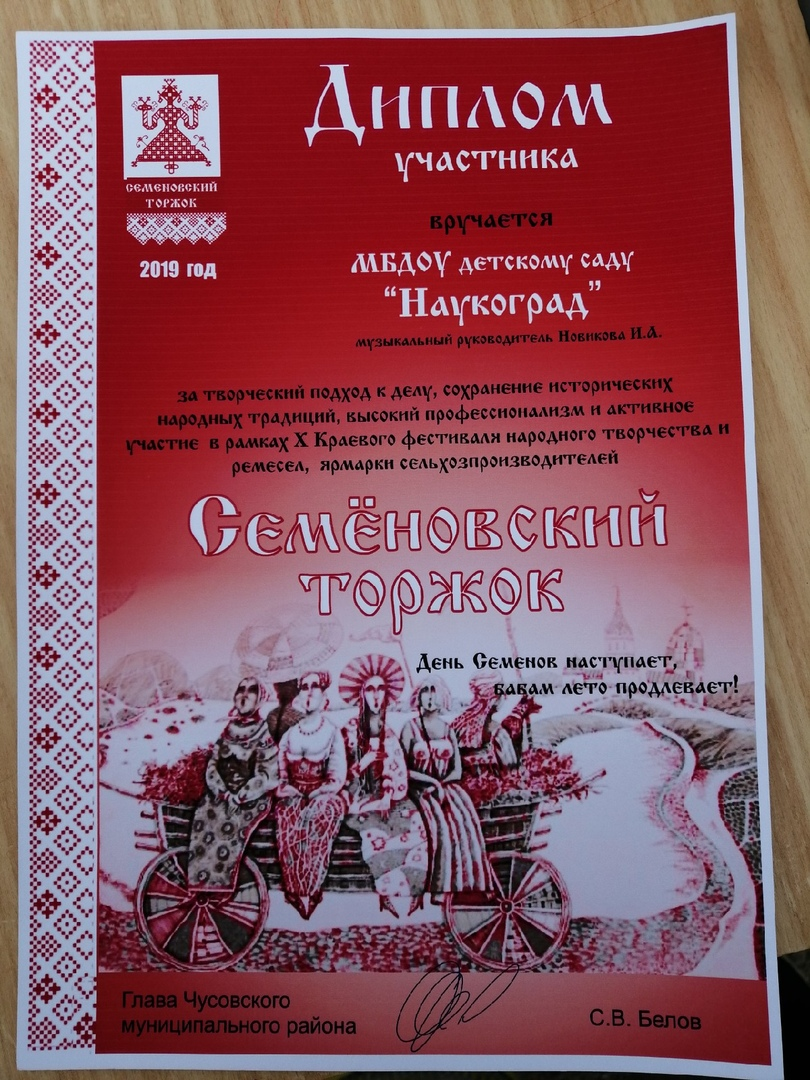 Диплом
участника
СЕМЕНОВСКИЙ
ТОРЖОК
2019 год
вручается
МБДОУ детскому саду
“Наукоград”
музыкальный руководитель Новикова И.А.
за творческий подход к делу, сохранение исторических
народных традиций, высокий профессионализм и активное
участие в рамках X Краевого фестиваля народного творчества и
ремесел, ярмарки сельхозпроизводителей
Семёновский
торжок
День Семенов наступает,
бабам лето продлевает!
Глава Чусовского
муниципального района
С.В. Белов